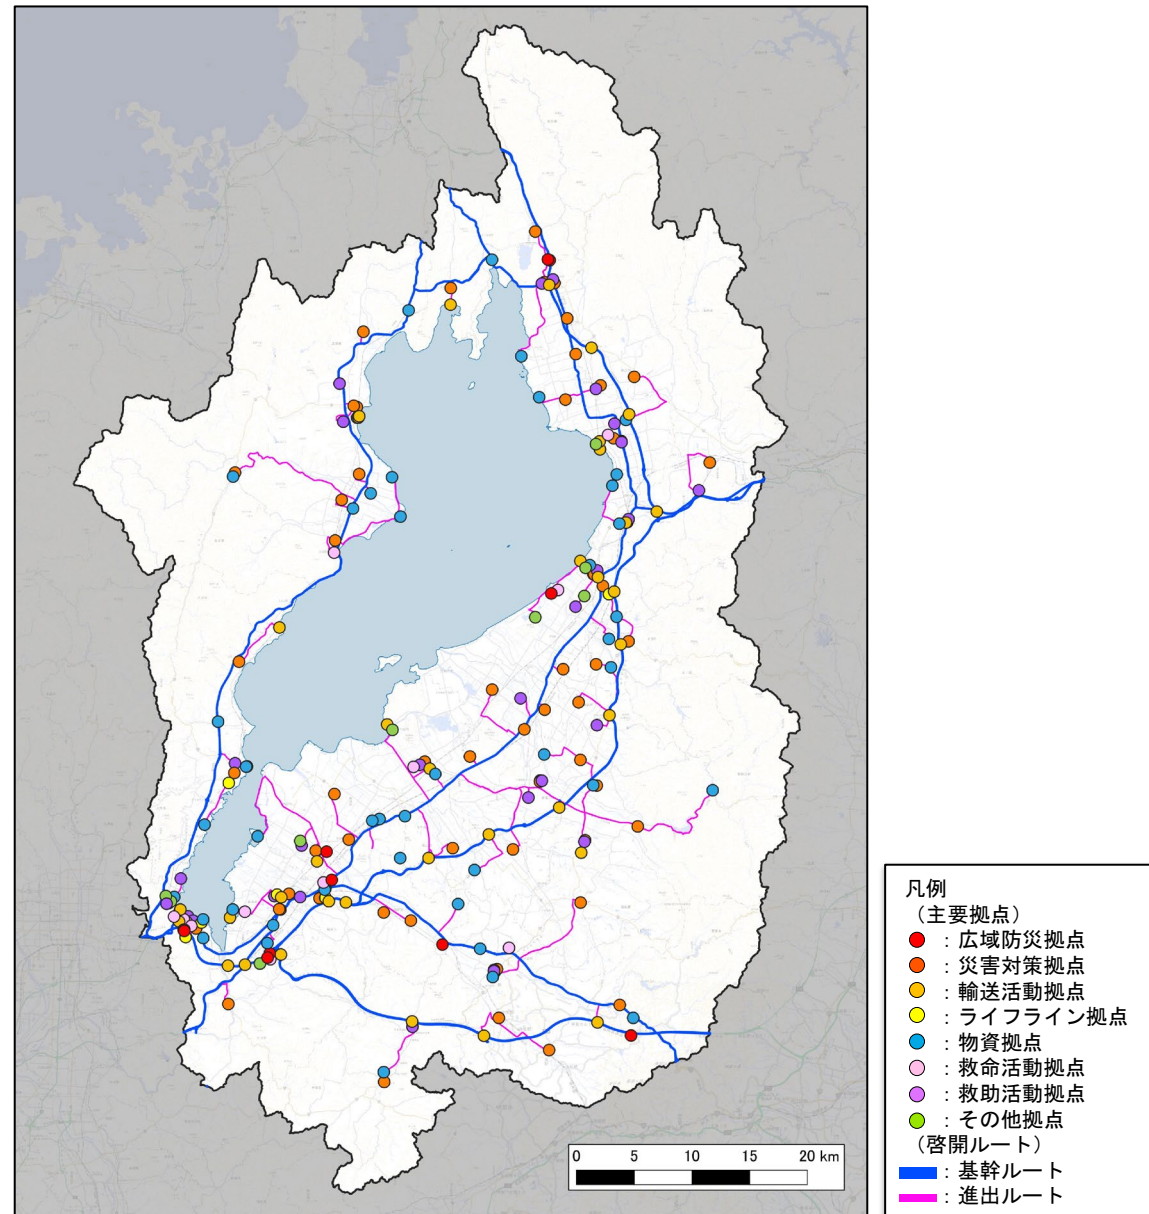 0 5 10 15 20 km
凡例
（主要拠点）
：広域防災拠点
：災害対策拠点
：輸送活動拠点
：ライフライン拠点
：物資拠点
：救命活動拠点
：救助活動拠点
：その他拠点
（啓開ルート）
：基幹ルート
：進出ルート